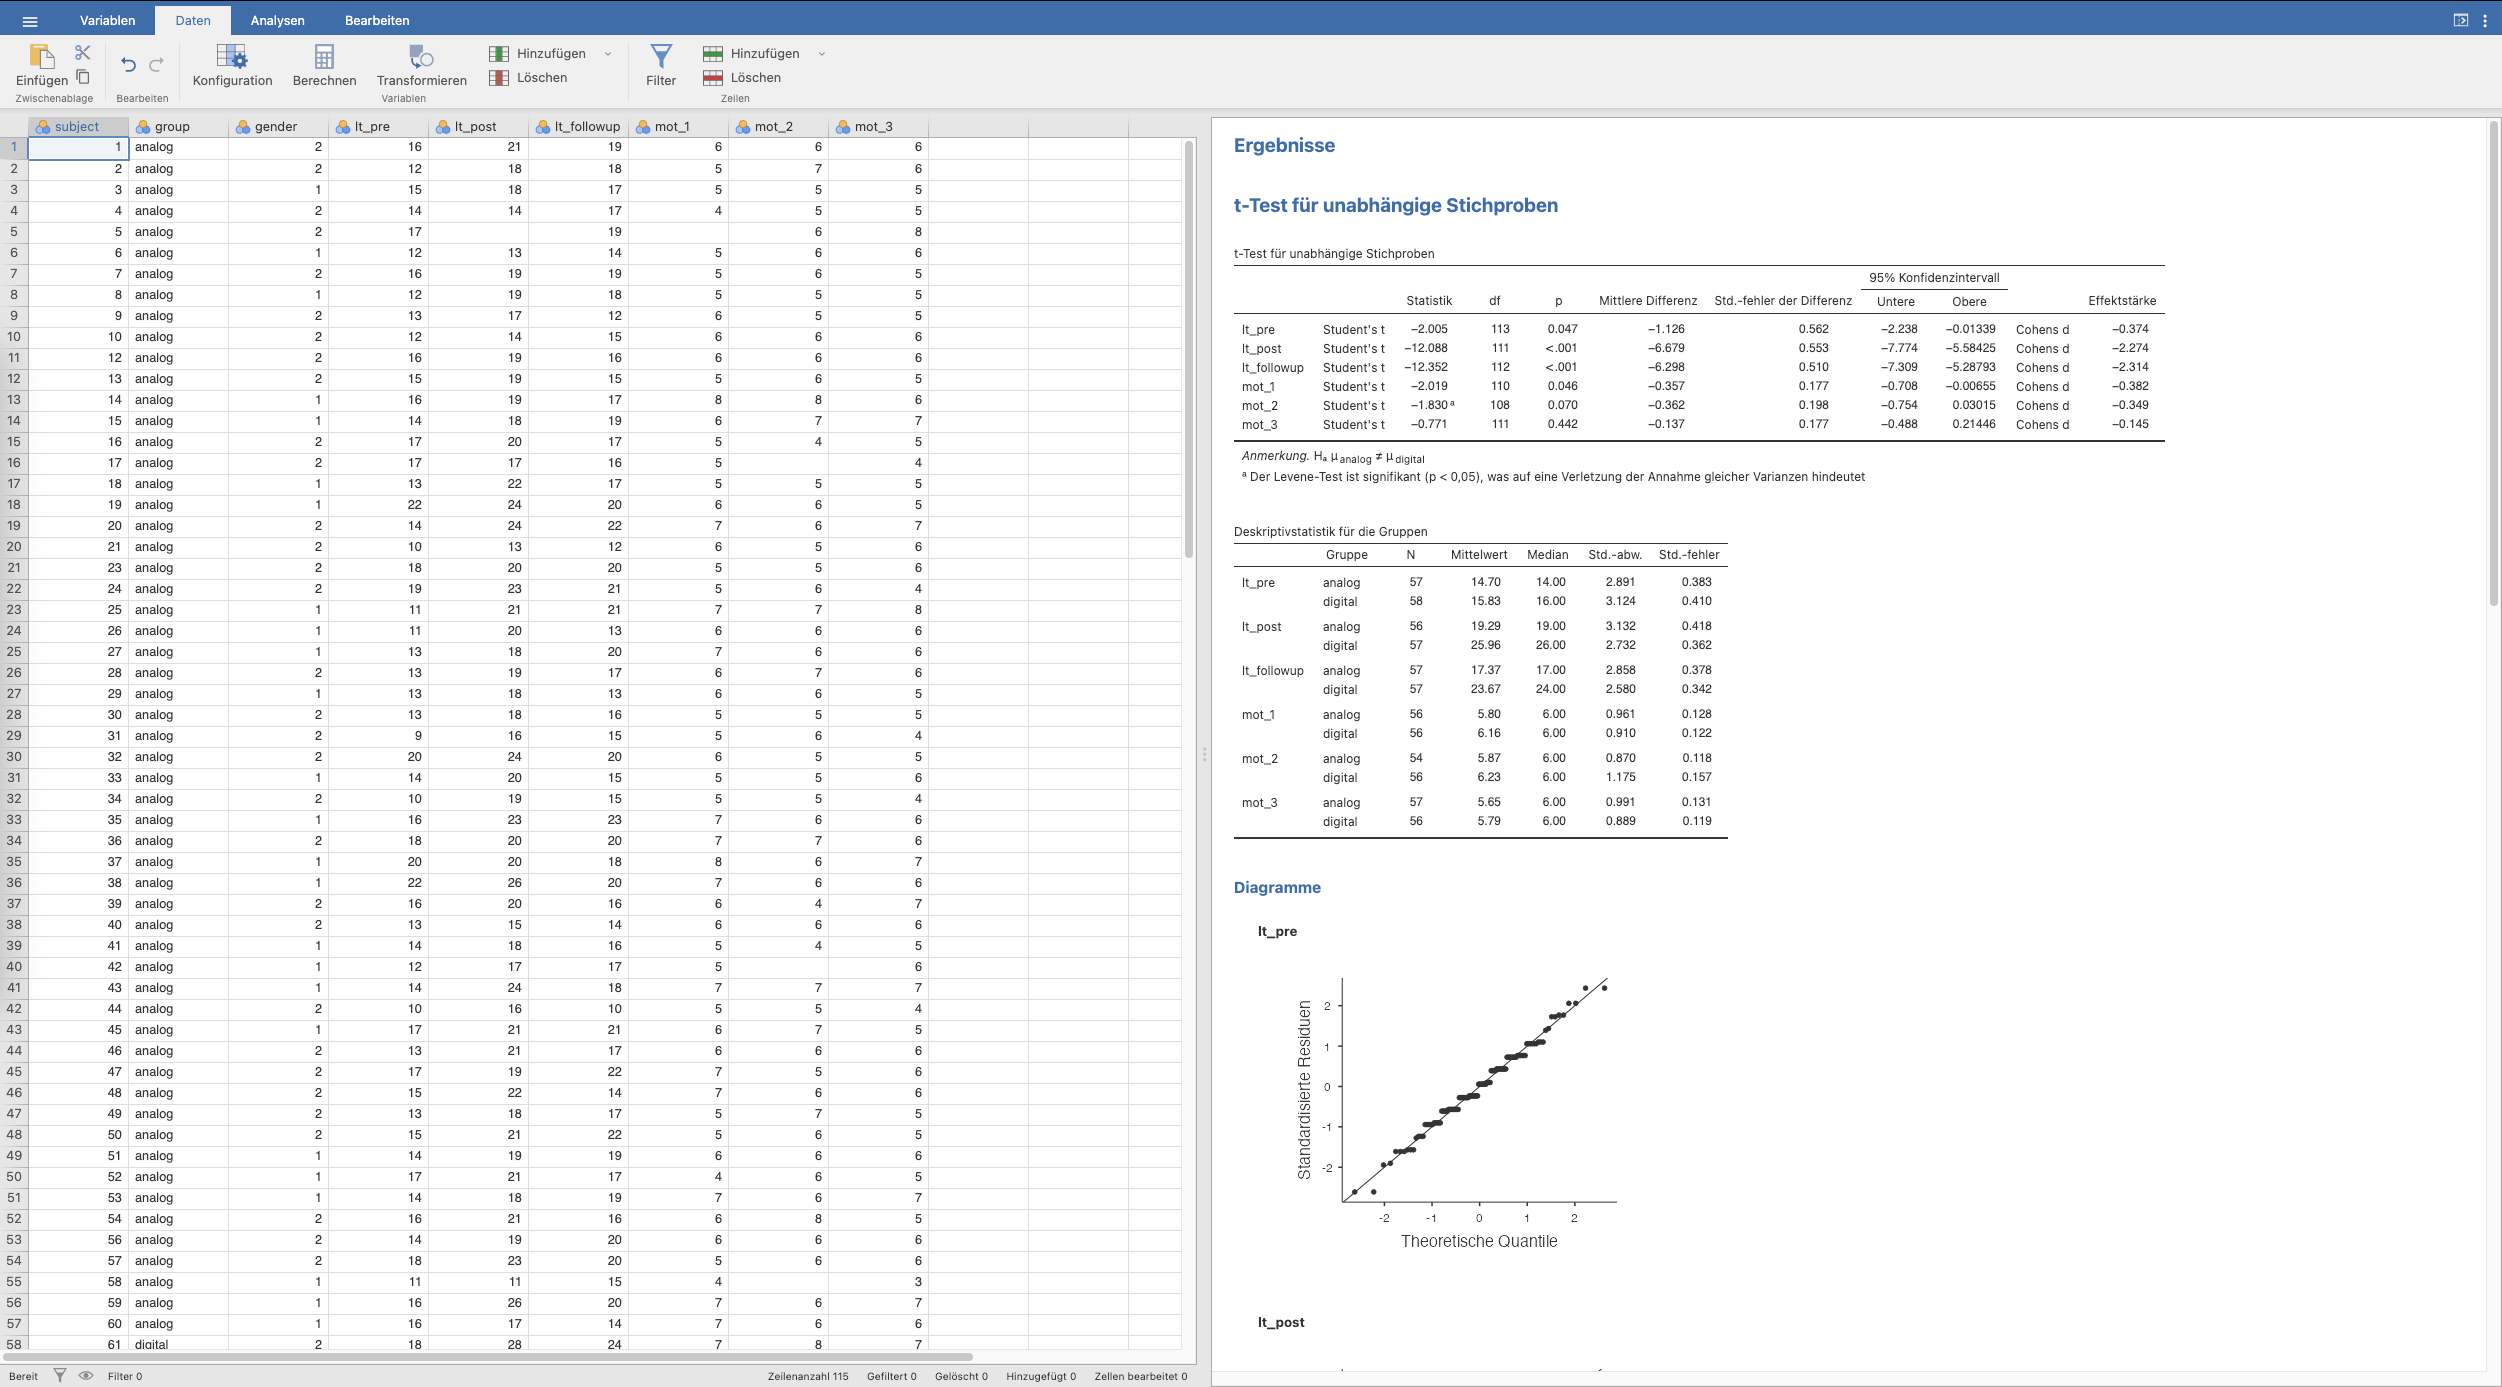 Variablen Daten Analysen Bearbeiten
Einfügen Konfiguration Berechnen Transformieren Hinzufügen Löschen Filter Hinzufügen Löschen
Zwischenablage Bearbeiten Variablen Zeilen
subject group gender lt_pre lt_post lt_followup mot_1 mot_2 mot_3
1 1 analog 2 16 21 19 6 6 6
2 2 analog 2 12 18 18 5 7 6
3 3 analog 1 15 18 17 5 5 5
4 4 analog 2 14 14 17 4 5 5
5 5 analog 2 17 19 6 8
6 6 analog 1 12 13 14 5 6 6
7 7 analog 2 16 19 19 5 6 5
8 8 analog 1 12 19 18 5 5 5
9 9 analog 2 13 17 12 6 5 5
10 10 analog 2 12 14 15 6 6 6
11 12 analog 2 16 19 16 6 6 6
12 13 analog 2 15 19 15 5 6 5
13 14 analog 1 16 19 17 8 8 6
14 15 analog 1 14 18 19 6 7 7
15 16 analog 2 17 20 17 5 4 5
16 17 analog 2 17 17 16 5 4
17 18 analog 1 13 22 17 5 5 5
18 19 analog 1 22 24 20 6 6 5
19 20 analog 2 14 24 22 7 6 7
20 21 analog 2 10 13 12 6 5 6
21 23 analog 2 18 20 20 5 5 6
22 24 analog 2 19 23 21 5 6 4
23 25 analog 1 11 21 21 7 7 8
24 26 analog 1 11 20 13 6 6 6
25 27 analog 1 13 18 20 7 6 6
26 28 analog 2 13 19 17 6 7 6
27 29 analog 1 13 18 13 6 6 5
28 30 analog 2 13 18 16 5 5 5
29 31 analog 2 9 16 15 5 6 4
30 32 analog 2 20 24 20 6 5 5
31 33 analog 1 14 20 15 5 5 6
32 34 analog 2 10 19 15 5 5 4
33 35 analog 1 16 23 23 7 6 6
34 36 analog 2 18 20 20 7 7 6
35 37 analog 1 20 20 18 8 6 7
36 38 analog 1 22 26 20 7 6 6
37 39 analog 2 16 20 16 6 4 7
38 40 analog 2 13 15 14 6 6 6
39 41 analog 1 14 18 16 5 4 5
40 42 analog 1 12 17 17 5 6
41 43 analog 1 14 24 18 7 7 7
42 44 analog 2 10 16 10 5 5 4
43 45 analog 1 17 21 21 6 7 5
44 46 analog 2 13 21 17 6 6 6
45 47 analog 2 17 19 22 7 5 6
46 48 analog 2 15 22 14 7 6 6
47 49 analog 2 13 18 17 5 7 5
48 50 analog 2 15 21 22 5 6 5
49 51 analog 1 14 19 19 6 6 6
50 52 analog 1 17 21 17 4 6 5
51 53 analog 1 14 18 19 7 6 7
52 54 analog 2 16 21 16 6 8 5
53 56 analog 2 14 19 20 6 6 6
54 57 analog 2 18 23 20 5 6 6
55 58 analog 1 11 11 15 4 3
56 59 analog 1 16 26 20 7 6 7
57 60 analog 1 16 17 14 7 6 6
58 61 digital 2 18 28 24 7 8 7
Bereit Filter 0 Zeilenanzahl 115 Gefiltert 0 Gelöscht 0 Hinzugefügt 0 Zellen bearbeitet 0
Ergebnisse
t-Test für unabhängige Stichproben
t-Test für unabhängige Stichproben
95% Konfidenzintervall
Statistik df p Mittlere Differenz Std.-fehler der Differenz Untere Obere Effektstärke
lt_pre Student's t −2.005 113 0.047 −1.126 0.562 −2.238 −0.01339 Cohens d −0.374
lt_post Student's t −12.088 111 <.001 −6.679 0.553 −7.774 −5.58425 Cohens d −2.274
lt_followup Student's t −12.352 112 <.001 −6.298 0.510 −7.309 −5.28793 Cohens d −2.314
mot_1 Student's t −2.019 110 0.046 −0.357 0.177 −0.708 −0.00655 Cohens d −0.382
mot_2 Student's t −1.830 ᵃ 108 0.070 −0.362 0.198 −0.754 0.03015 Cohens d −0.349
mot_3 Student's t −0.771 111 0.442 −0.137 0.177 −0.488 0.21446 Cohens d −0.145
Anmerkung. Hₐ μ analog ≠ μ digital
ᵃ Der Levene-Test ist signifikant (p < 0,05), was auf eine Verletzung der Annahme gleicher Varianzen hindeutet
Deskriptivstatistik für die Gruppen
Gruppe N Mittelwert Median Std.-abw. Std.-fehler
lt_pre analog 57 14.70 14.00 2.891 0.383
digital 58 15.83 16.00 3.124 0.410
lt_post analog 56 19.29 19.00 3.132 0.418
digital 57 25.96 26.00 2.732 0.362
lt_followup analog 57 17.37 17.00 2.858 0.378
digital 57 23.67 24.00 2.580 0.342
mot_1 analog 56 5.80 6.00 0.961 0.128
digital 56 6.16 6.00 0.910 0.122
mot_2 analog 54 5.87 6.00 0.870 0.118
digital 56 6.23 6.00 1.175 0.157
mot_3 analog 57 5.65 6.00 0.991 0.131
digital 56 5.79 6.00 0.889 0.119
Diagramme
lt_pre
Standardisierte Residuen
2
1
0
-1
-2
-2 -1 0 1 2
Theoretische Quantile
lt_post